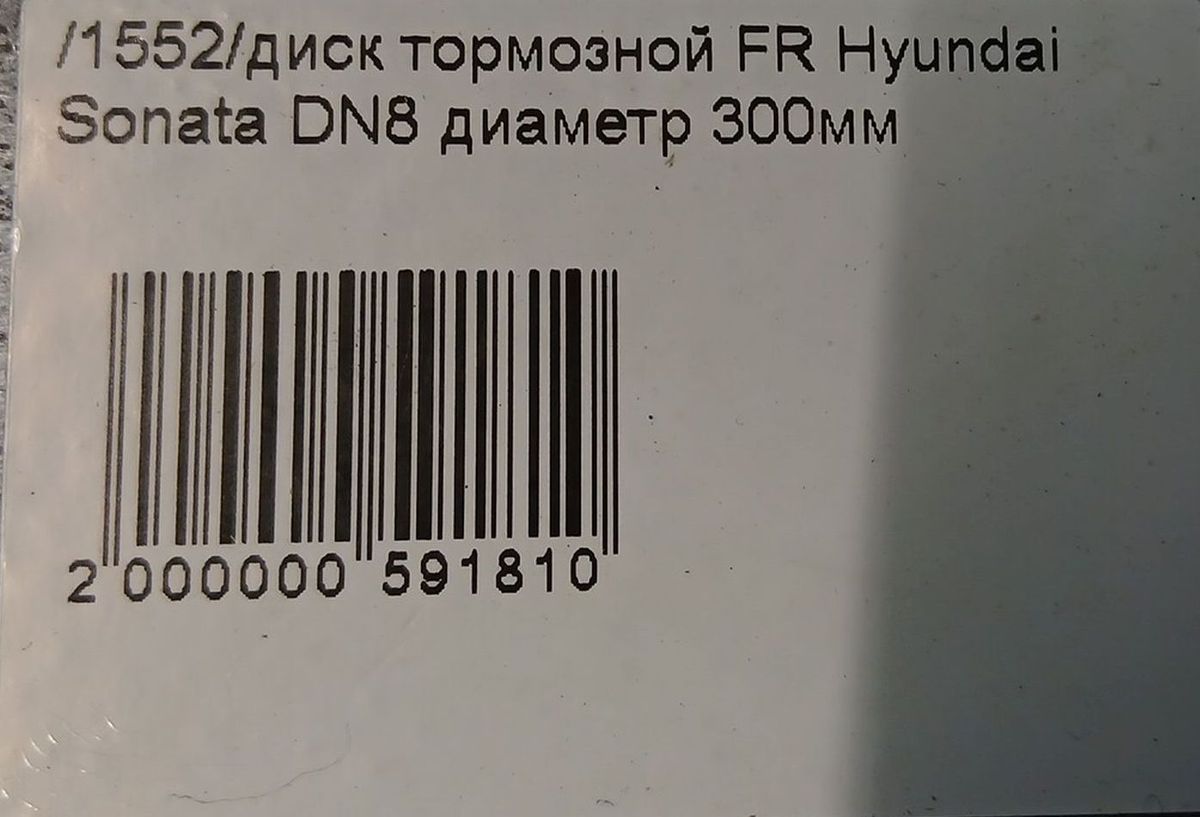 /1552/диск тормозной FR Hyundai
Sonata DN8 диаметр 300мм
2 000000 591810